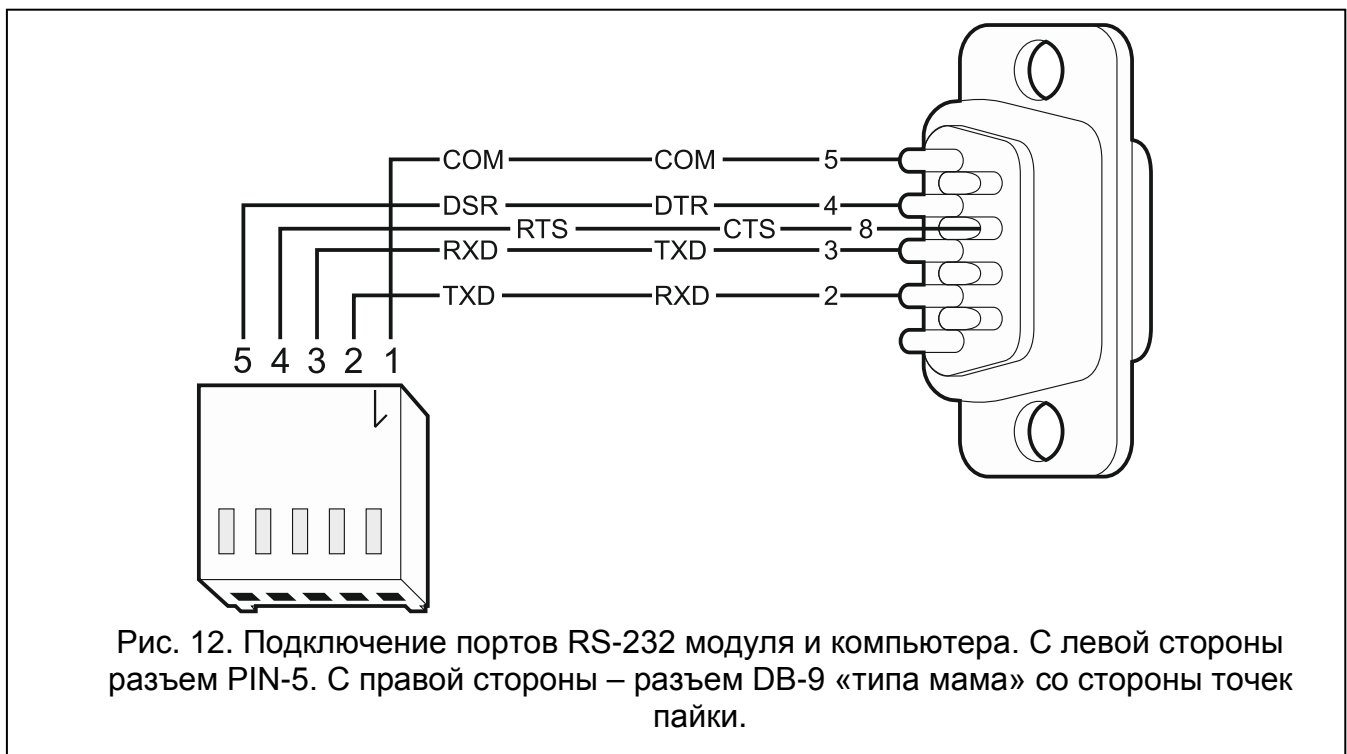 COM COM 5
DSR DTR 4
RTS CTS 8
RXD TXD 3
TXD RXD 2
5 4 3 2 1
Рис. 12. Подключение портов RS-232 модуля и компьютера. С левой стороны
разъем PIN-5. С правой стороны – разъем DB-9 «типа мама» со стороны точек
пайки.